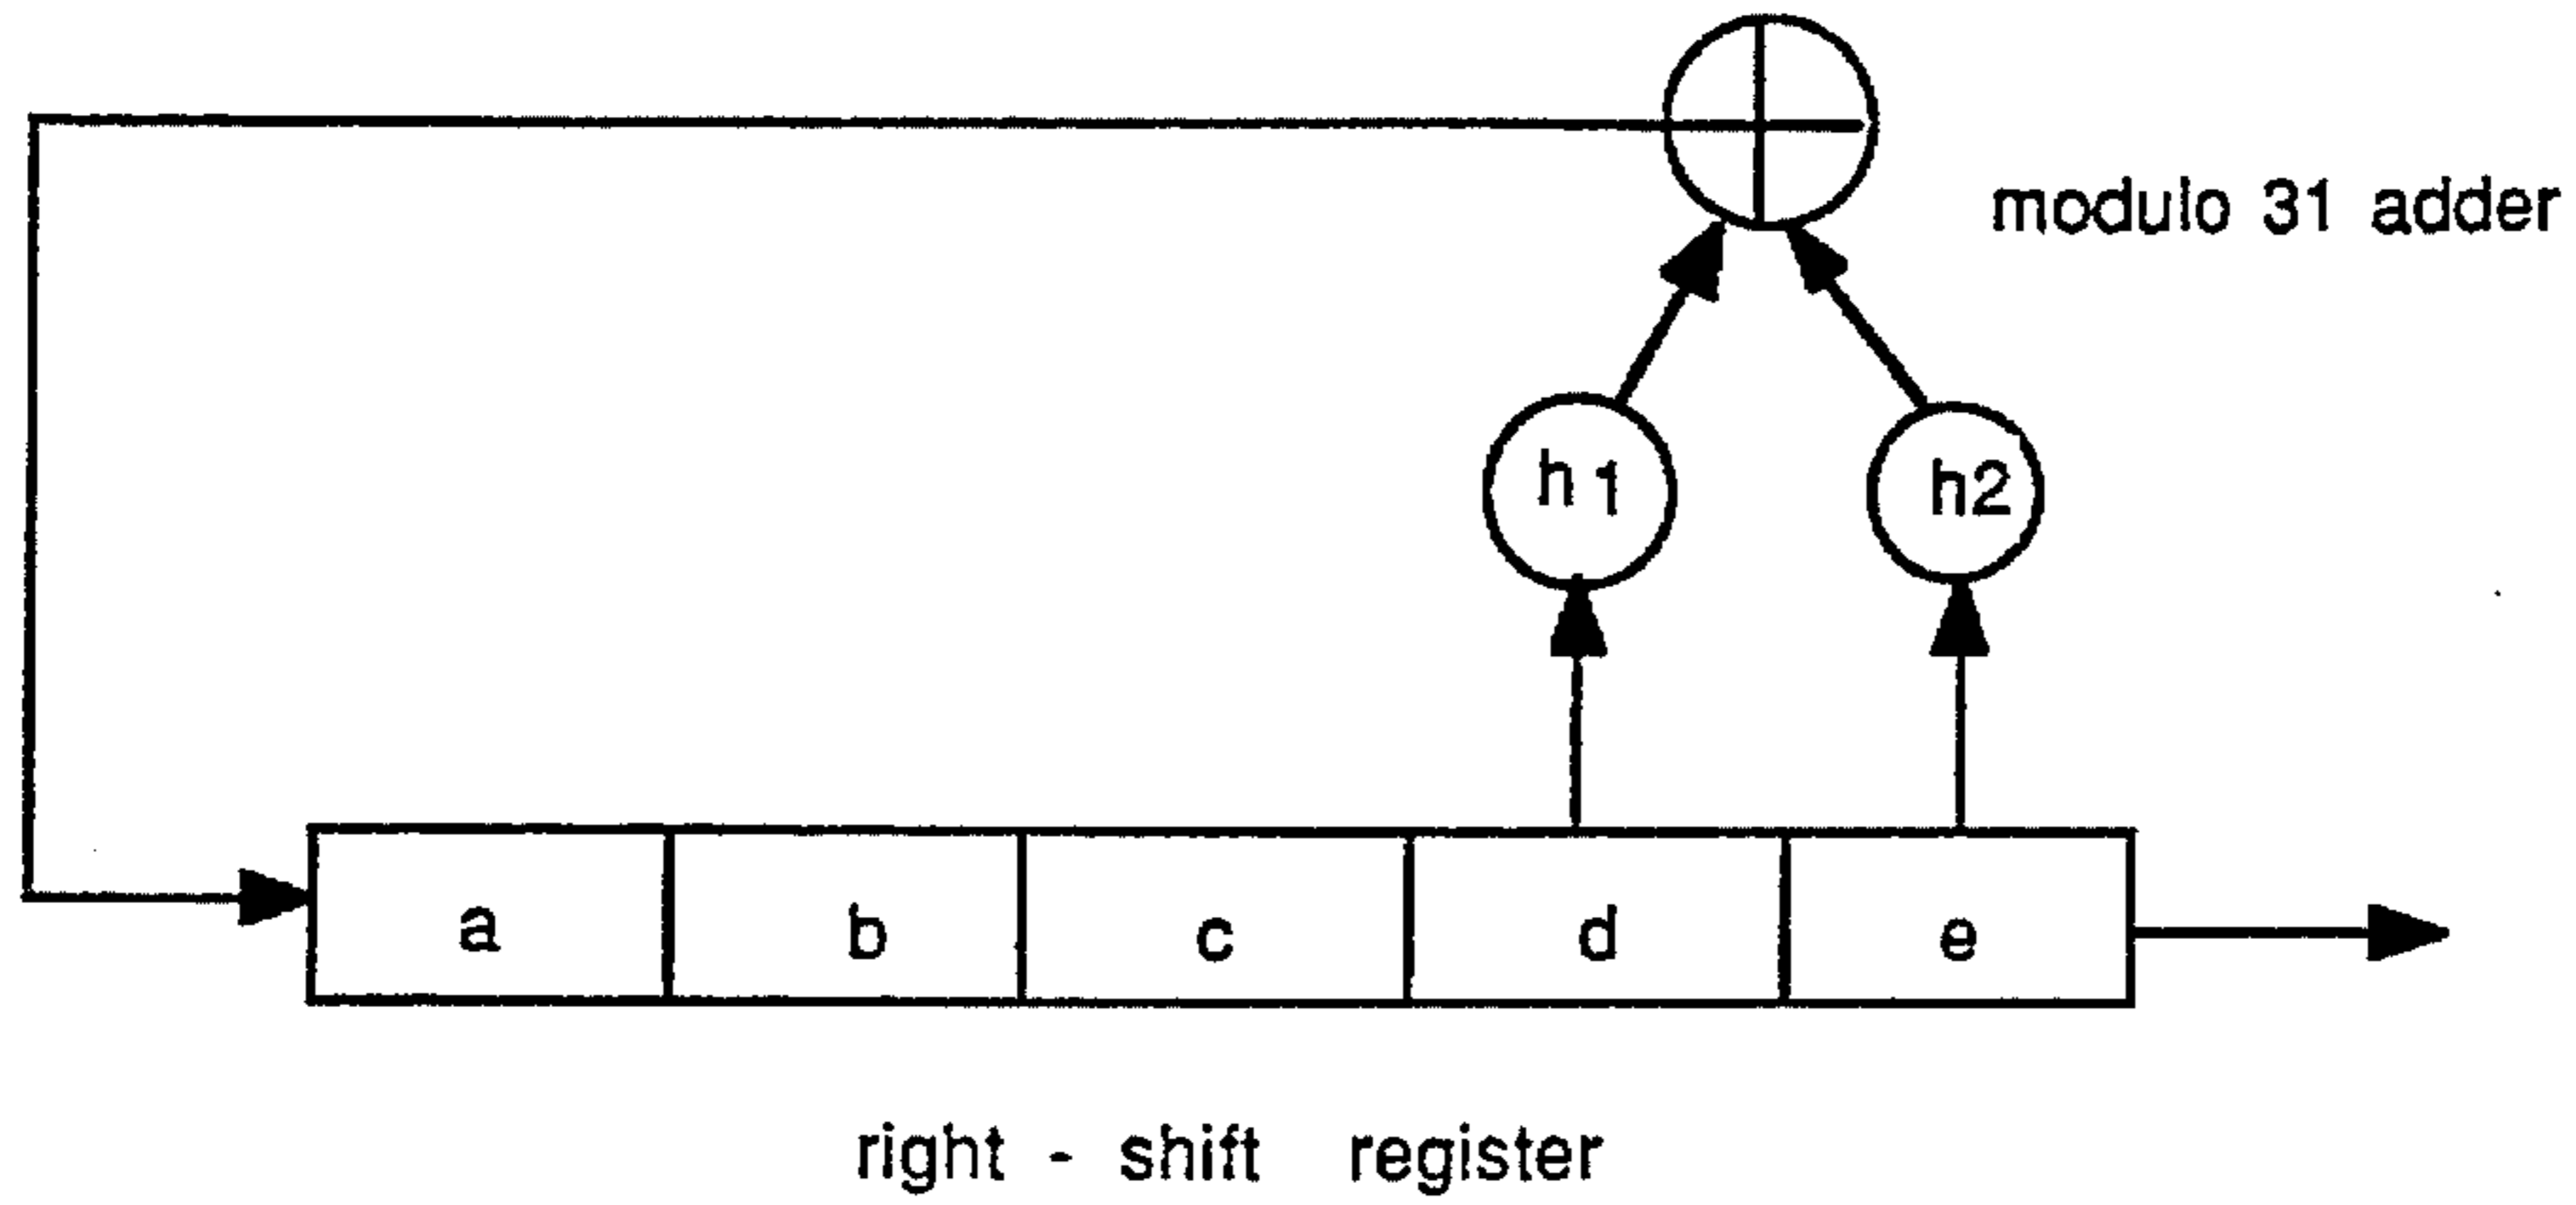 modulo 31 adder
h1
h2
a
b
c
d
e
right - shift register